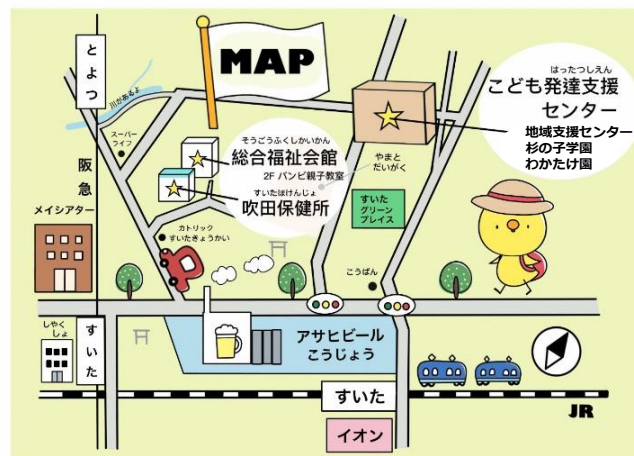 とよつ
川があるよ
MAP
はったつしえん
こども発達支援
センター
地域支援センター
杉の子学園
わかたけ園
スーパー
ライフ
そうごうふくしかいかん
総合福祉会館
2F バンビ親子教室
すいたほけんじょ
吹田保健所
やまと
だいがく
阪急
メイシアター
カトリック
すいたきょうかい
すいた
グリーン
プレイス
こうばん
しやく
しょ
すいた
アサヒビール
こうじょう
すいた
JR
イオン